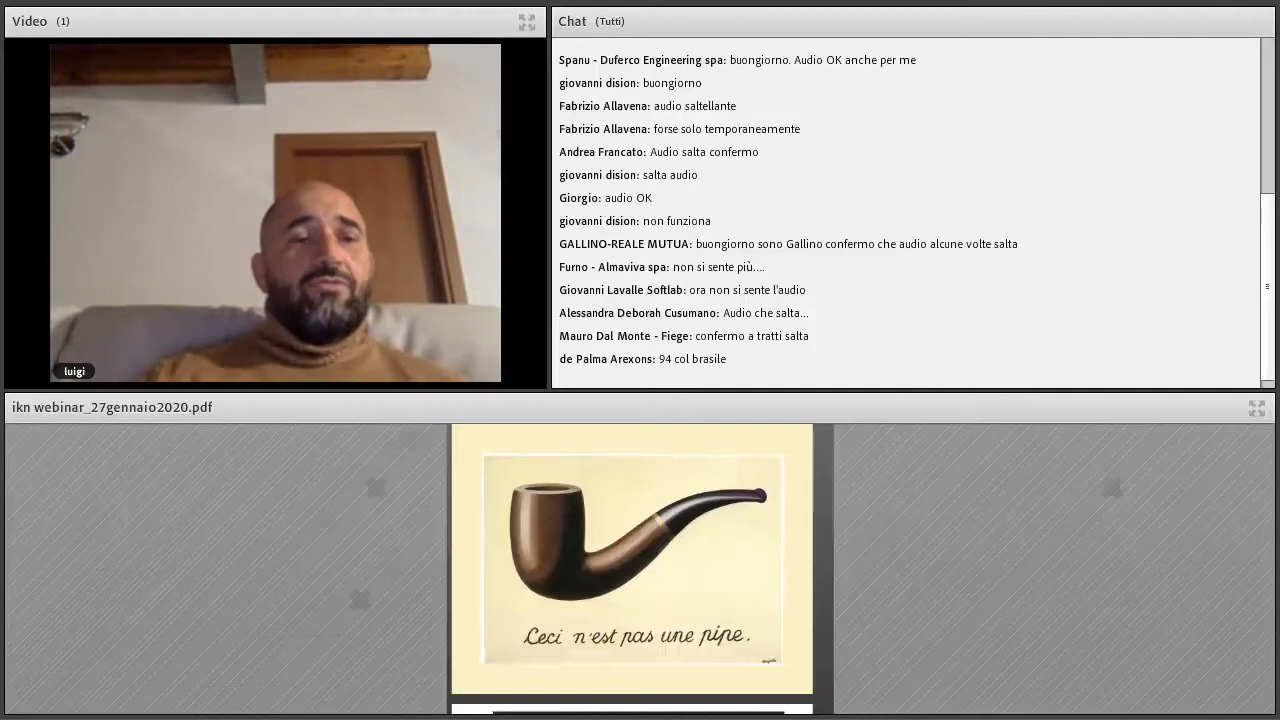 Video (1)
luigi
Chat (Tutti)
Spanu - Duferco Engineering spa: buongiorno. Audio OK anche per me
giovanni dision: buongiorno
Fabrizio Allavena: audio saltellante
Fabrizio Allavena: forse solo temporaneamente
Andrea Francato: Audio salta confermo
giovanni dision: salta audio
Giorgio: audio OK
giovanni dision: non funziona
GALLINO-REALE MUTUA: buongiorno sono Gallino confermo che audio alcune volte salta
Furno - Almaviva spa: non si sente più....
Giovanni Lavalle Softlab: ora non si sente l'audio
Alessandra Deborah Cusumano: Audio che salta...
Mauro Dal Monte - Fiege: confermo a tratti salta
de Palma Arexons: 94 col brasile
ikn webinar_27gennaio2020.pdf
Ceci n'est pas une pipe.